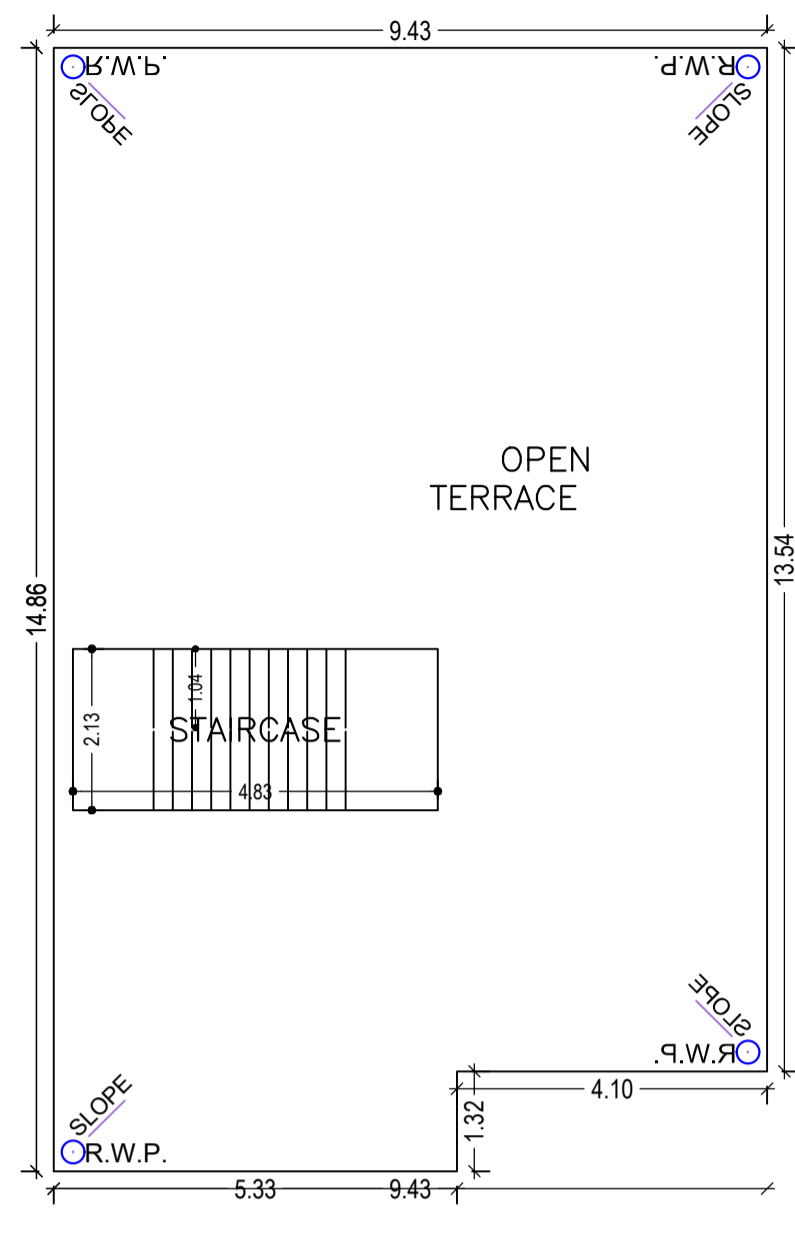 9.43
R.W.P.
R.W.P.
SLOPE
SLOPE
OPEN
TERRACE
13.54
14.86
1.04
2.13
STAIRCASE
4.83
SLOPE
R.W.P.
4.10
1.32
SLOPE
R.W.P.
5.33
9.43